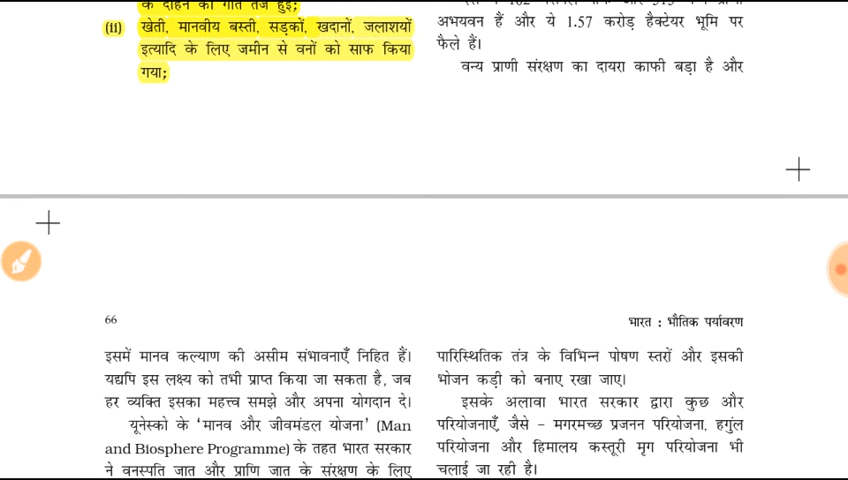 (ii) खेती, मानवीय बस्ती, सड़कों, खदानों, जलाशयों
इत्यादि के लिए जमीन से वनों को साफ किया
गया;
अभयवन हैं और ये 1.57 करोड़ हैक्टेयर भूमि पर
फैले हैं।
वन्य प्राणी संरक्षण का दायरा काफी बड़ा है और
66
भारत : भौतिक पर्यावरण
इसमें मानव कल्याण की असीम संभावनाएँ निहित हैं।
यद्यपि इस लक्ष्य को तभी प्राप्त किया जा सकता है, जब
हर व्यक्ति इसका महत्त्व समझे और अपना योगदान दे।
यूनेस्को के ‘मानव और जीवमंडल योजना’ (Man
and Biosphere Programme) के तहत भारत सरकार
ने वनस्पति जात और प्राणि जात के संरक्षण के लिए
पारिस्थितिक तंत्र के विभिन्न पोषण स्तरों और इसकी
भोजन कड़ी को बनाए रखा जाए।
इसके अलावा भारत सरकार द्वारा कुछ और
परियोजनाएँ, जैसे – मगरमच्छ प्रजनन परियोजना, हगुंल
परियोजना और हिमालय कस्तूरी मृग परियोजना भी
चलाई जा रही है।